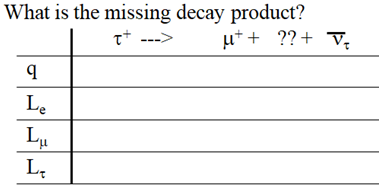 What is the missing decay product?
τ⁺ ---> μ⁺ + ?? + ν̅τ
q
Lₑ
Lμ
Lτ